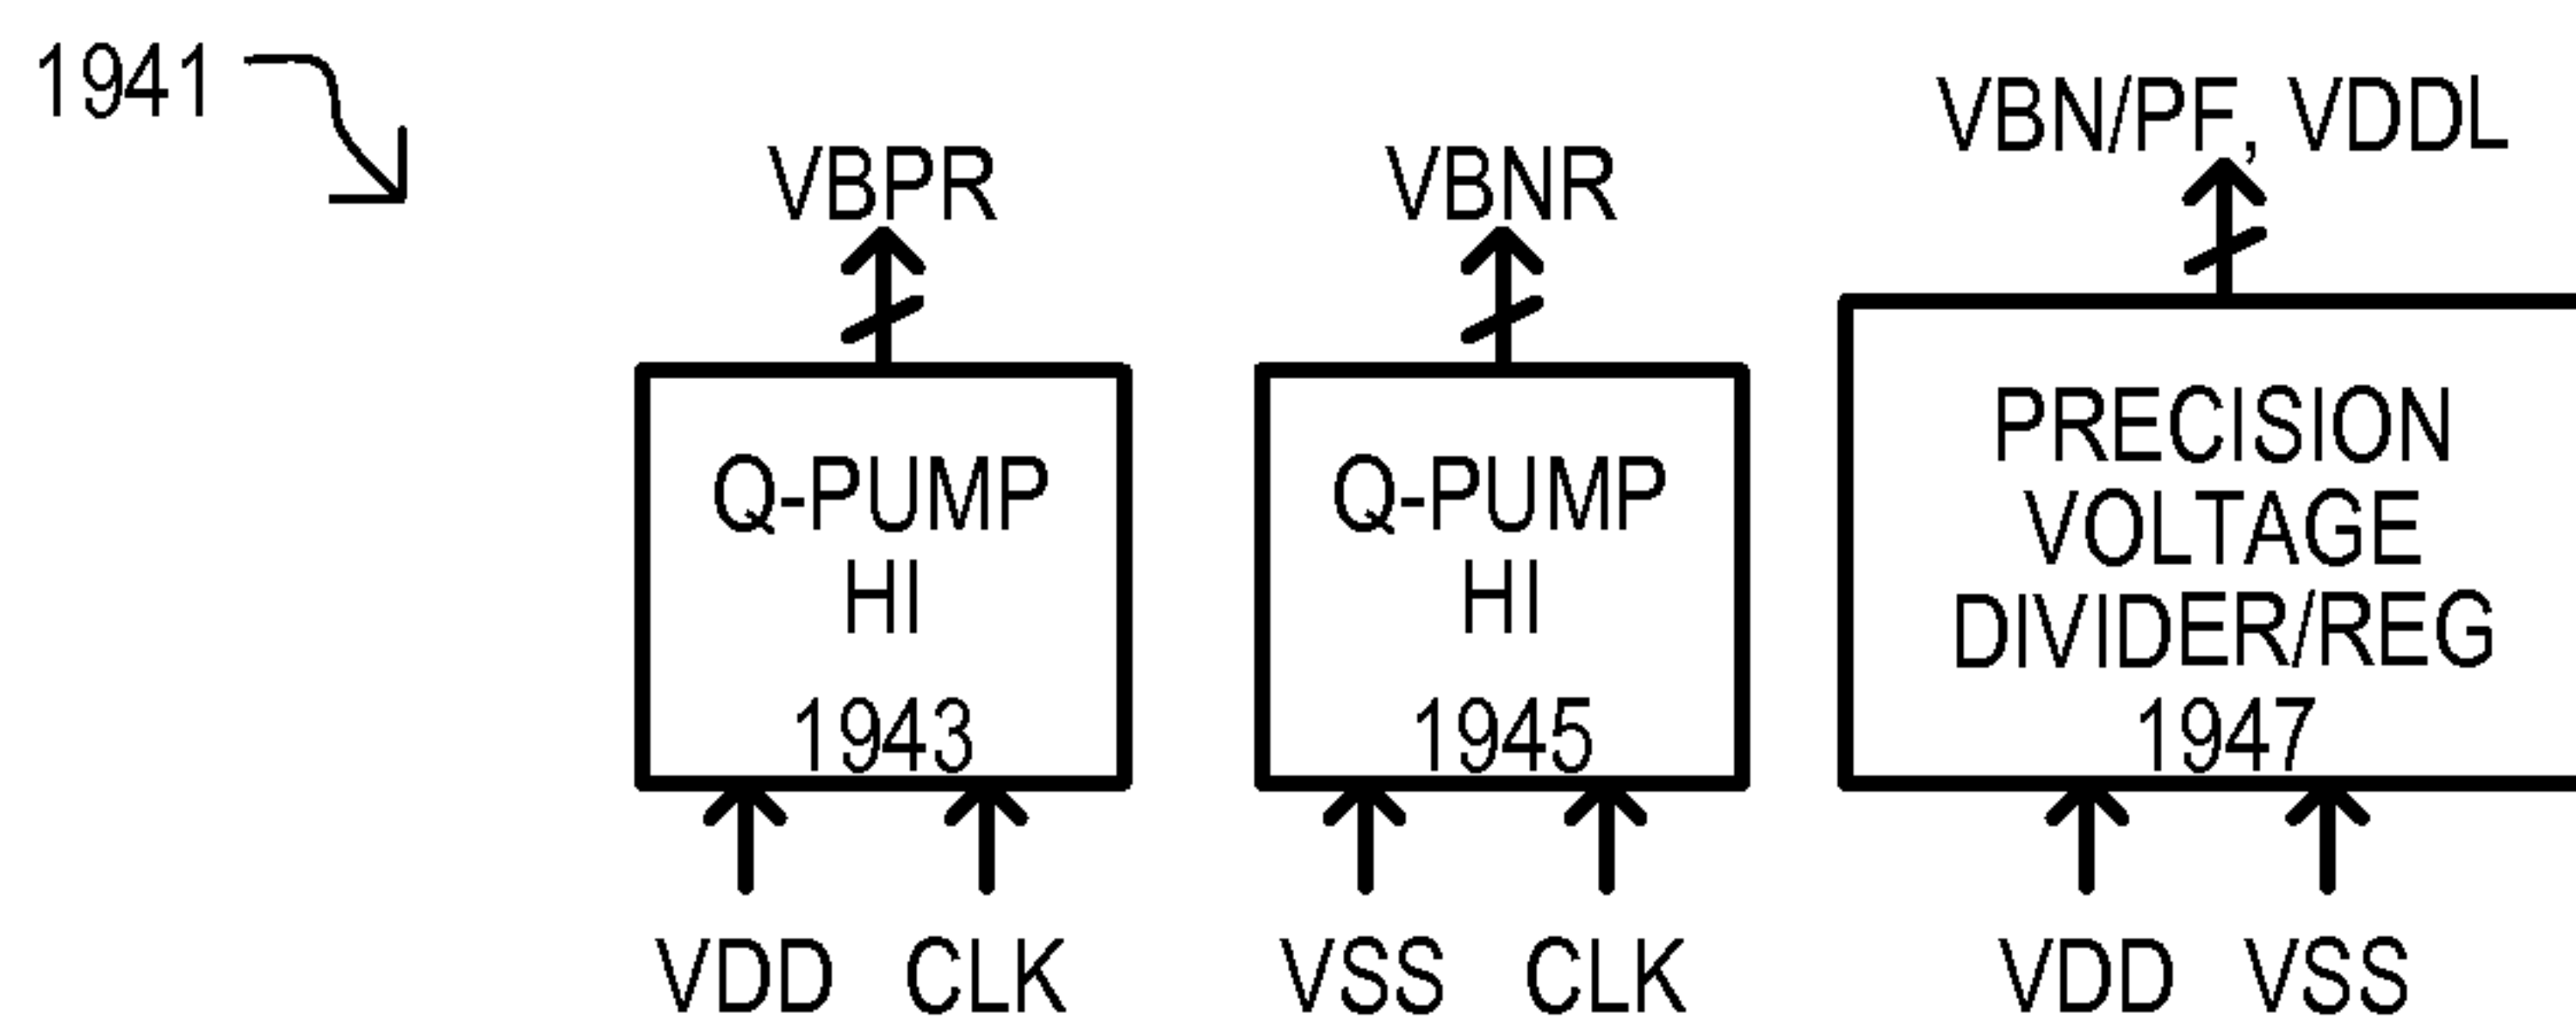 1941
VBPR
Q-PUMP
HI
1943
VDD CLK
VBNR
Q-PUMP
HI
1945
VSS CLK
VBN/PF, VDDL
PRECISION
VOLTAGE
DIVIDER/REG
1947
VDD VSS